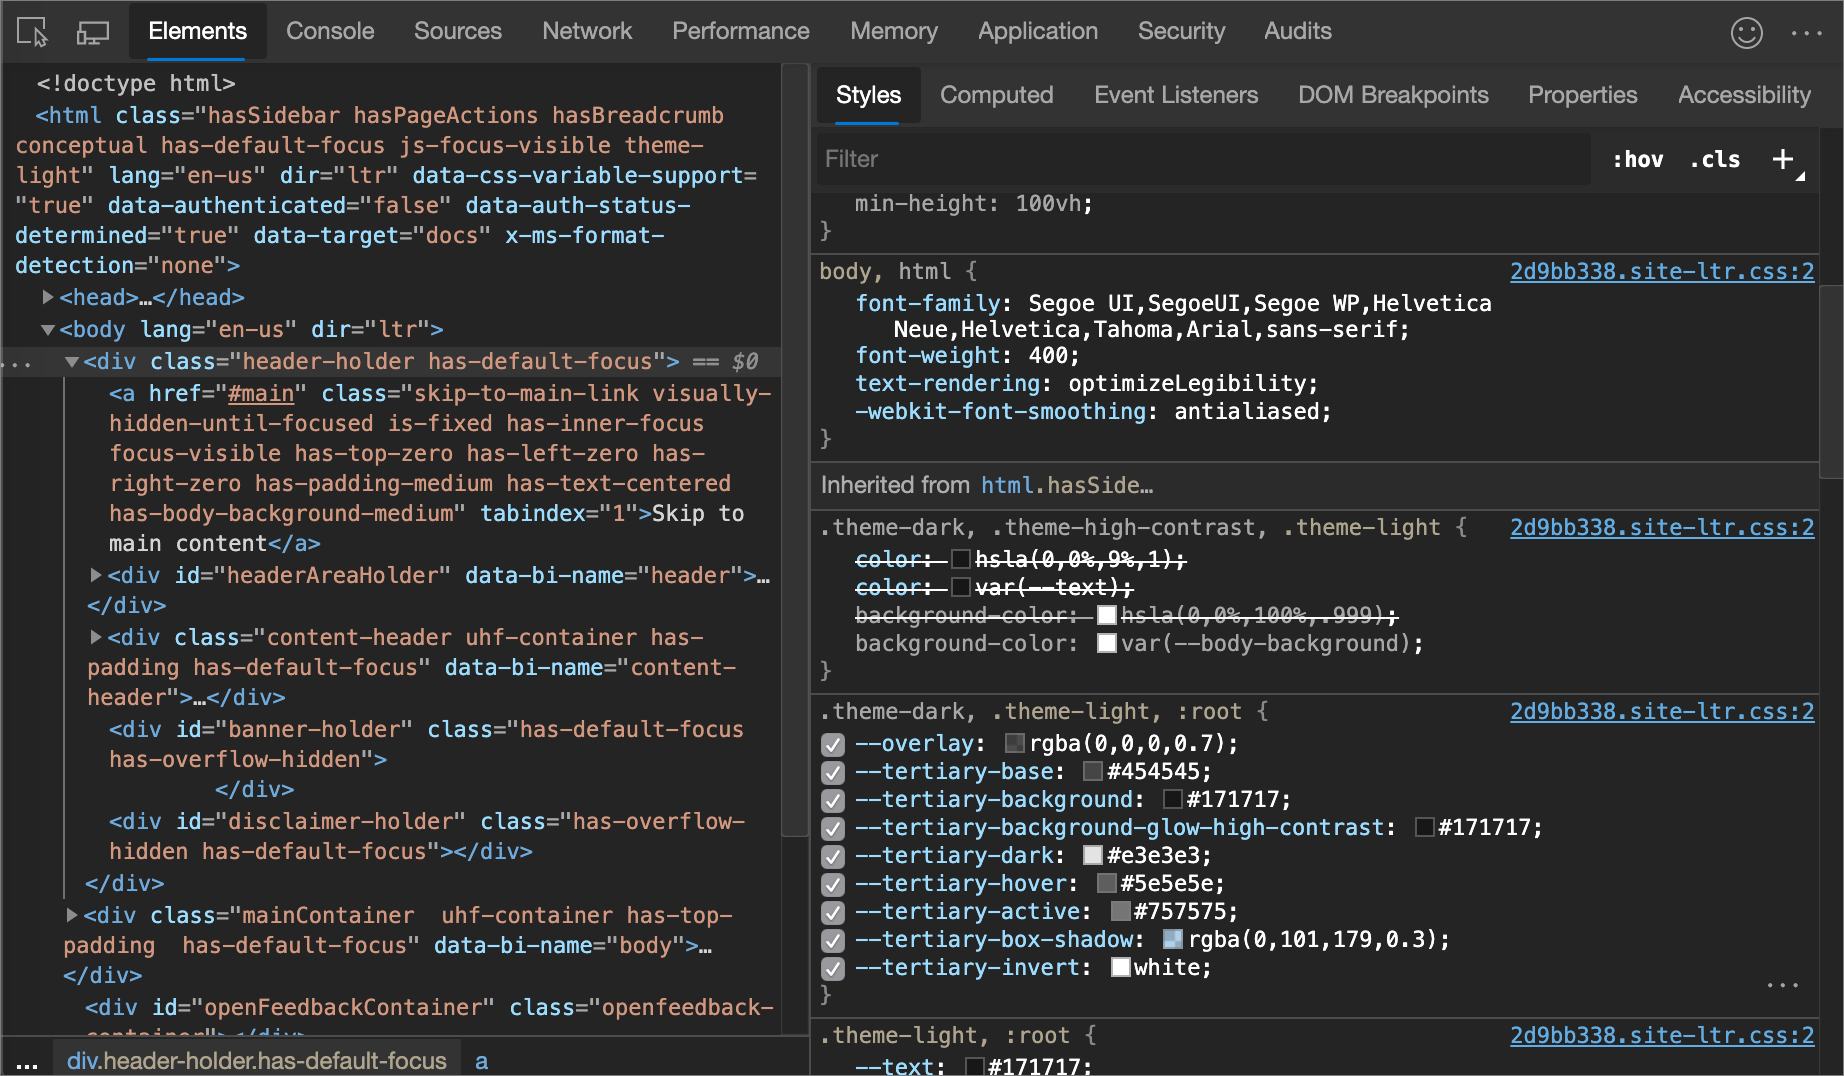 Elements Console Sources Network Performance Memory Application Security Audits
<!doctype html>
<html class="hasSidebar hasPageActions hasBreadcrumb
conceptual has-default-focus js-focus-visible theme-
light" lang="en-us" dir="ltr" data-css-variable-support=
"true" data-authenticated="false" data-auth-status-
determined="true" data-target="docs" x-ms-format-
detection="none">
<head>…</head>
<body lang="en-us" dir="ltr">
<div class="header-holder has-default-focus"> == $0
<a href="#main" class="skip-to-main-link visually-
hidden-until-focused is-fixed has-inner-focus
focus-visible has-top-zero has-left-zero has-
right-zero has-padding-medium has-text-centered
has-body-background-medium" tabindex="1">Skip to
main content</a>
<div id="headerAreaHolder" data-bi-name="header">…
</div>
<div class="content-header uhf-container has-
padding has-default-focus" data-bi-name="content-
header">…</div>
<div id="banner-holder" class="has-default-focus
has-overflow-hidden">
</div>
<div id="disclaimer-holder" class="has-overflow-
hidden has-default-focus"></div>
</div>
<div class="mainContainer  uhf-container has-top-
padding  has-default-focus" data-bi-name="body">…
</div>
<div id="openFeedbackContainer" class="openfeedback-
container"></div>
… div.header-holder.has-default-focus a
Styles Computed Event Listeners DOM Breakpoints Properties Accessibility
Filter :hov .cls +
min-height: 100vh;
}
body, html { 2d9bb338.site-ltr.css:2
font-family: Segoe UI,SegoeUI,Segoe WP,Helvetica
Neue,Helvetica,Tahoma,Arial,sans-serif;
font-weight: 400;
text-rendering: optimizeLegibility;
-webkit-font-smoothing: antialiased;
}
Inherited from html.hasSide…
.theme-dark, .theme-high-contrast, .theme-light { 2d9bb338.site-ltr.css:2
color: hsla(0,0%,9%,1);
color: var(--text);
background-color: hsla(0,0%,100%,.999);
background-color: var(--body-background);
}
.theme-dark, .theme-light, :root { 2d9bb338.site-ltr.css:2
--overlay: rgba(0,0,0,0.7);
--tertiary-base: #454545;
--tertiary-background: #171717;
--tertiary-background-glow-high-contrast: #171717;
--tertiary-dark: #e3e3e3;
--tertiary-hover: #5e5e5e;
--tertiary-active: #757575;
--tertiary-box-shadow: rgba(0,101,179,0.3);
--tertiary-invert: white;
}
.theme-light, :root { 2d9bb338.site-ltr.css:2
--text: #171717;